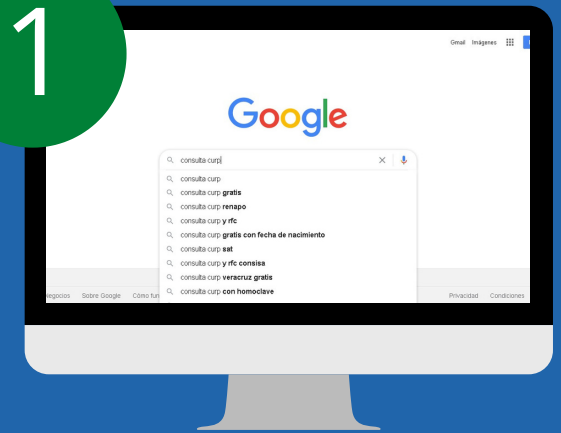 1
Gmail Imágenes
Google
consulta curp
consulta curp
consulta curp gratis
consulta curp renapo
consulta curp y rfc
consulta curp gratis con fecha de nacimiento
consulta curp sat
consulta curp y rfc consisa
consulta curp veracruz gratis
consulta curp con homoclave
Sobre Google Cómo Privacidad Condiciones